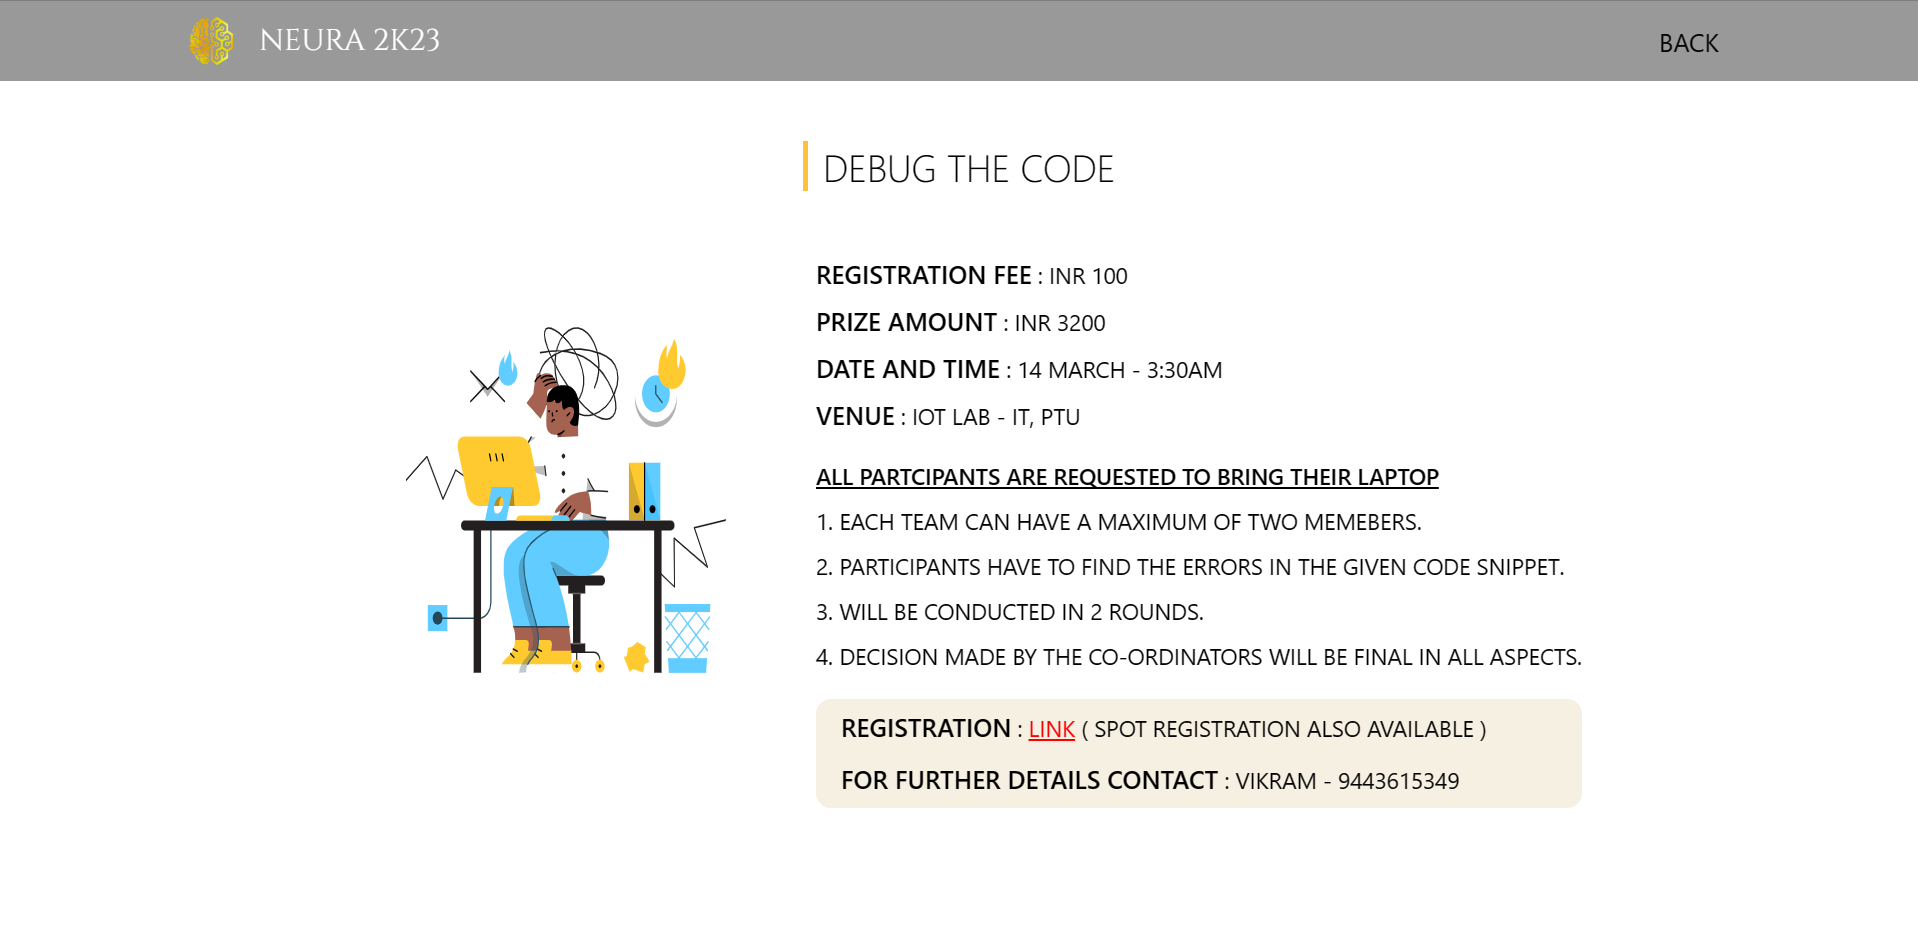 NEURA 2K23
BACK
DEBUG THE CODE
REGISTRATION FEE : INR 100
PRIZE AMOUNT : INR 3200
DATE AND TIME : 14 MARCH - 3:30AM
VENUE : IOT LAB - IT, PTU
ALL PARTCIPANTS ARE REQUESTED TO BRING THEIR LAPTOP
1. EACH TEAM CAN HAVE A MAXIMUM OF TWO MEMEBERS.
2. PARTICIPANTS HAVE TO FIND THE ERRORS IN THE GIVEN CODE SNIPPET.
3. WILL BE CONDUCTED IN 2 ROUNDS.
4. DECISION MADE BY THE CO-ORDINATORS WILL BE FINAL IN ALL ASPECTS.
REGISTRATION : LINK ( SPOT REGISTRATION ALSO AVAILABLE )
FOR FURTHER DETAILS CONTACT : VIKRAM - 9443615349